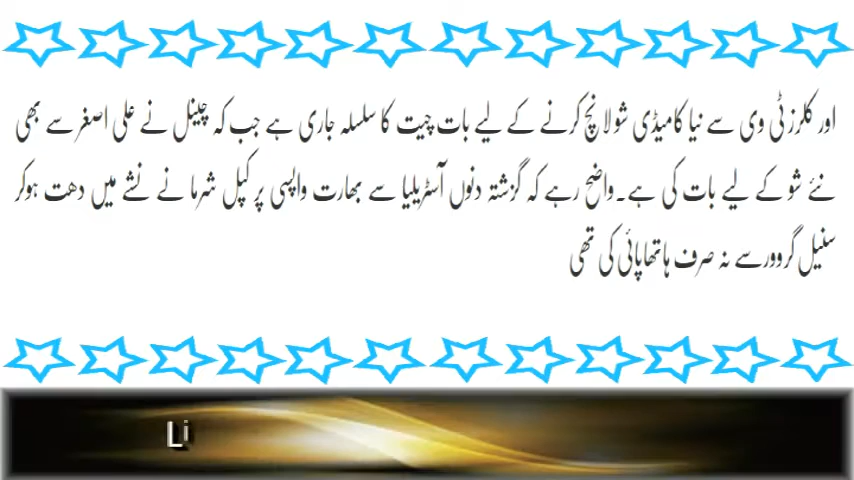 اور کلرز ٹی وی سے نیا کامیڈی شو لانچ کرنے کے لیے بات چیت کا سلسلہ جاری ہے جب کہ چینل نے علی اصغر سے بھی
نئے شو کے لیے بات کی ہے۔واضح رہے کہ گزشتہ دنوں آسٹریلیا سے بھارت واپسی پر کپل شرما نے نشے میں دھت ہوکر
سنیل گروور سے نہ صرف ہاتھا پائی کی تھی
Li